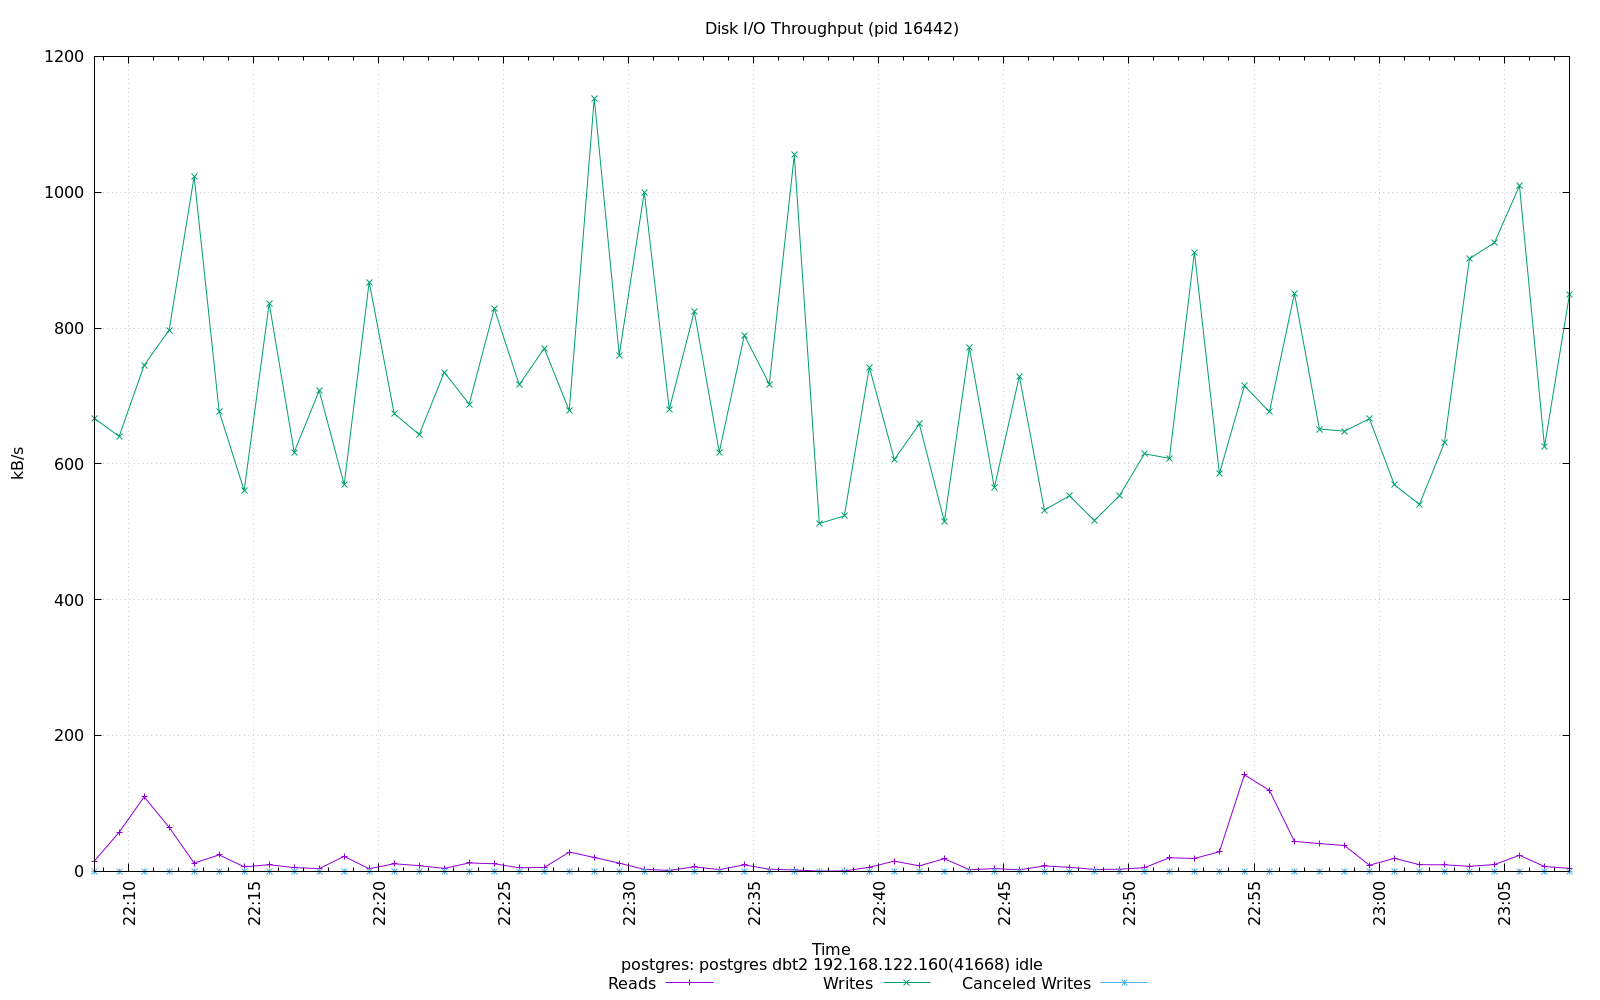 Disk I/O Throughput (pid 16442)
1200
1000
800
600
400
200
0
kB/s
22:10 22:15 22:20 22:25 22:30 22:35 22:40 22:45 22:50 22:55 23:00 23:05
Time
postgres: postgres dbt2 192.168.122.160(41668) idle
Reads Writes Canceled Writes